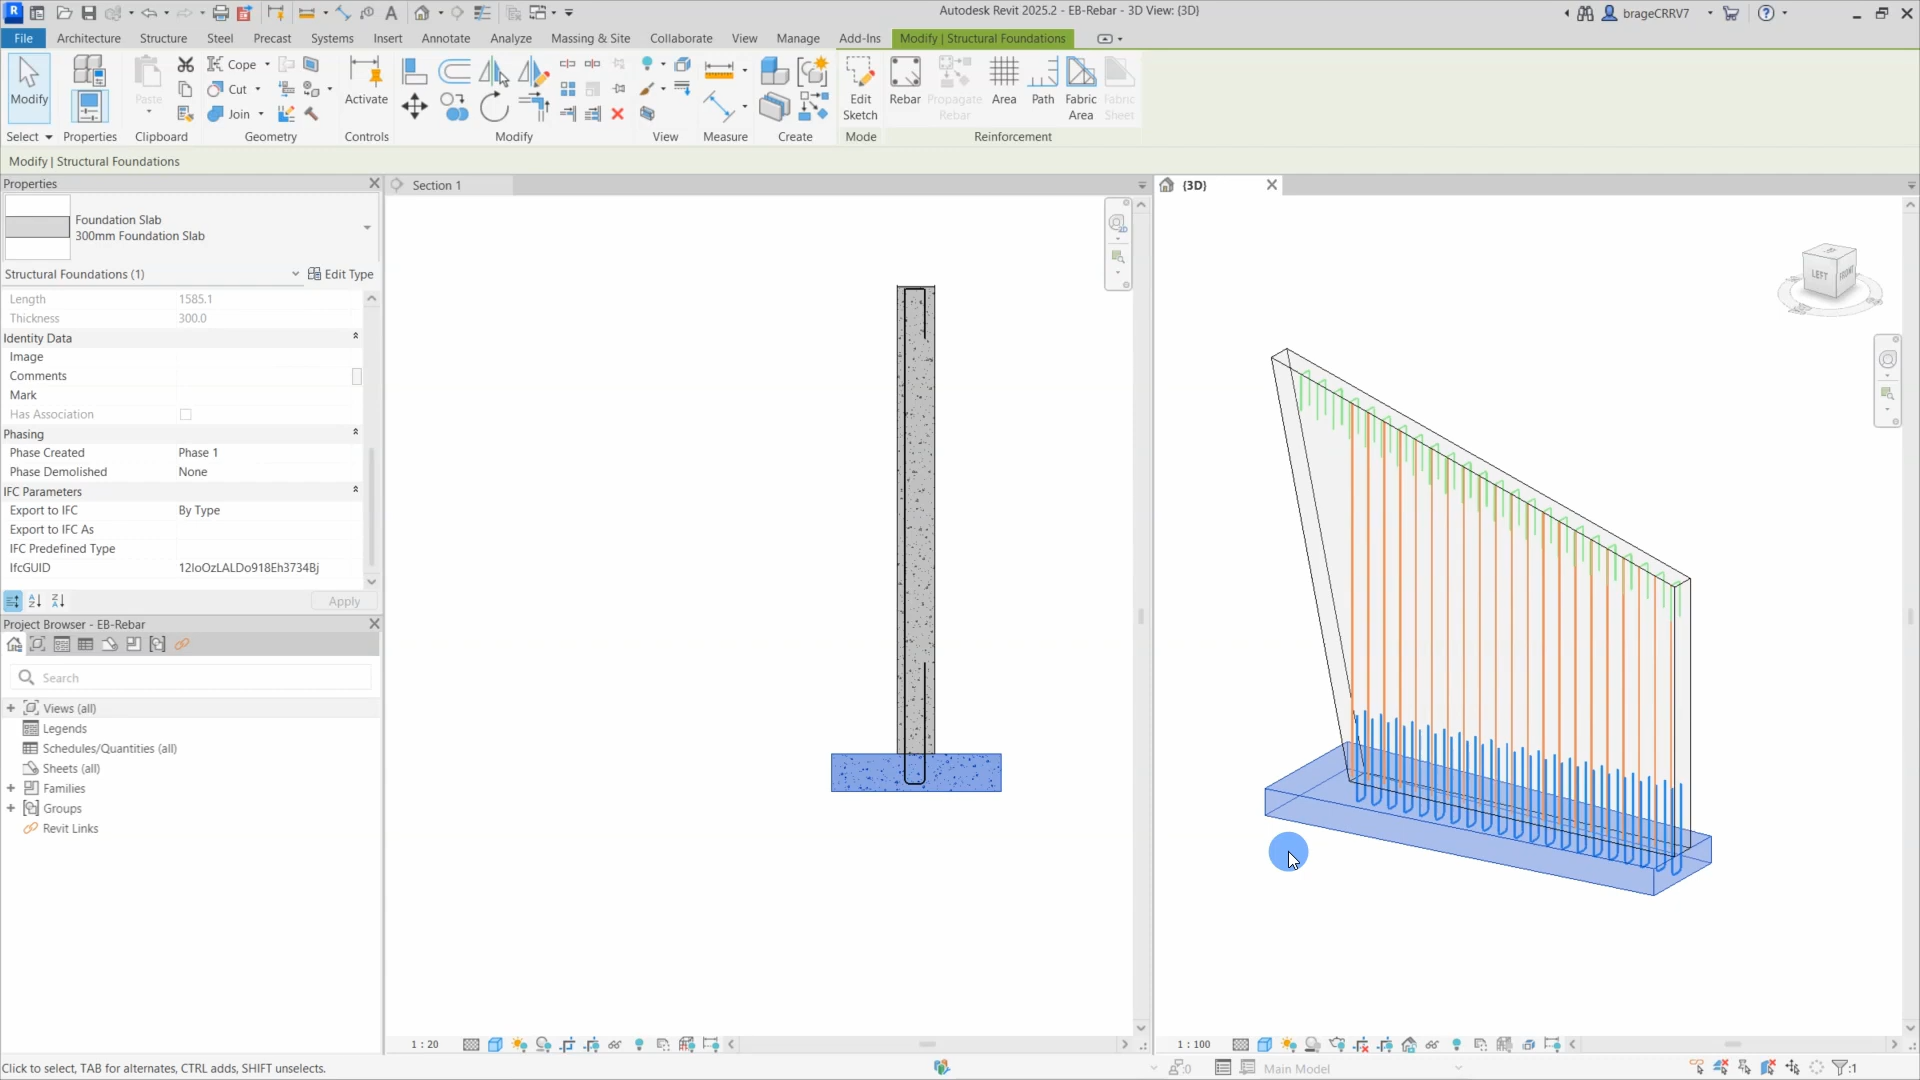 Autodesk Revit 2025.2 - EB-Rebar - 3D View: {3D}
brageCRRV7
File
Architecture
Structure
Steel
Precast
Systems
Insert
Annotate
Analyze
Massing & Site
Collaborate
View
Manage
Add-Ins
Modify | Structural Foundations
Modify
Paste
Cope
Cut
Join
Activate
Edit Sketch
Rebar
Propagate Rebar
Area
Path
Fabric Area
Fabric Sheet
Select
Properties
Clipboard
Geometry
Controls
Modify
View
Measure
Create
Mode
Reinforcement
Modify | Structural Foundations
Properties
Foundation Slab
300mm Foundation Slab
Structural Foundations (1)
Edit Type
Length 1585.1
Thickness 300.0
Identity Data
Image
Comments
Mark
Has Association
Phasing
Phase Created Phase 1
Phase Demolished None
IFC Parameters
Export to IFC By Type
Export to IFC As
IFC Predefined Type
IfcGUID 12IoOzLALDo918Eh3734Bj
Apply
Project Browser - EB-Rebar
Search
Views (all)
Legends
Schedules/Quantities (all)
Sheets (all)
Families
Groups
Revit Links
Section 1
2D
1 : 20
{3D}
LEFT
FRONT
1 : 100
Click to select, TAB for alternates, CTRL adds, SHIFT unselects.
:0
Main Model
:1